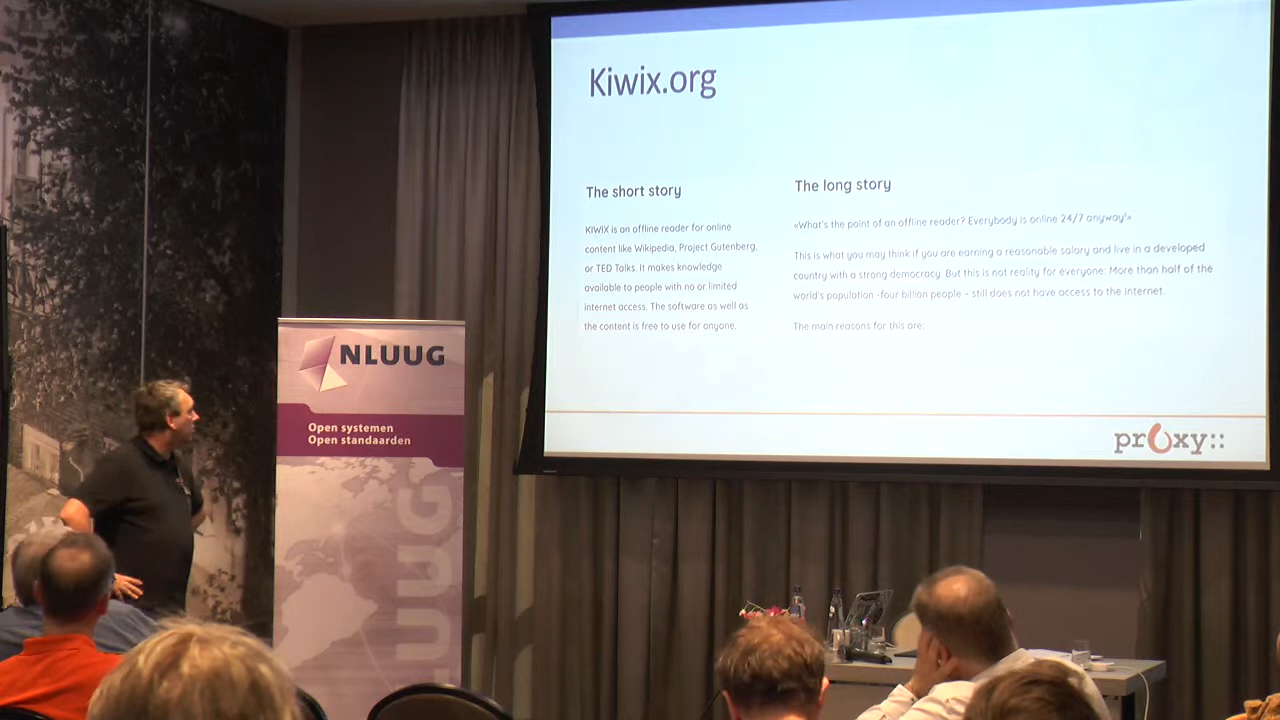 Kiwix.org
The short story
KIWIX is an offline reader for online
content like Wikipedia, Project Gutenberg,
or TED Talks. It makes knowledge
available to people with no or limited
internet access. The software as well as
the content is free to use for anyone.
The long story
«What's the point of an offline reader? Everybody is online 24/7 anyway!»
This is what you may think if you are earning a reasonable salary and live in a developed
country with a strong democracy. But this is not reality for everyone: More than half of the
world's population -four billion people – still does not have access to the Internet.
The main reasons for this are:
proxy::
NLUUG
Open systemen
Open standaarden
NLUUG